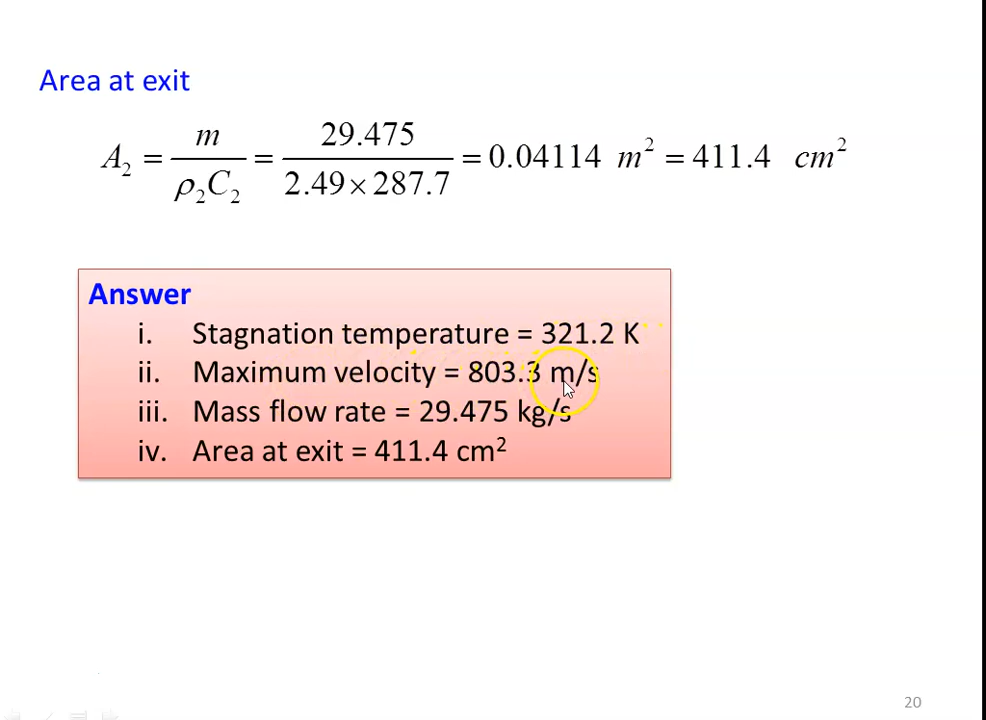 Area at exit
A₂ = m / ρ₂C₂ = 29.475 / 2.49 × 287.7 = 0.04114 m² = 411.4 cm²
Answer
i. Stagnation temperature = 321.2 K
ii. Maximum velocity = 803.3 m/s
iii. Mass flow rate = 29.475 kg/s
iv. Area at exit = 411.4 cm²
20